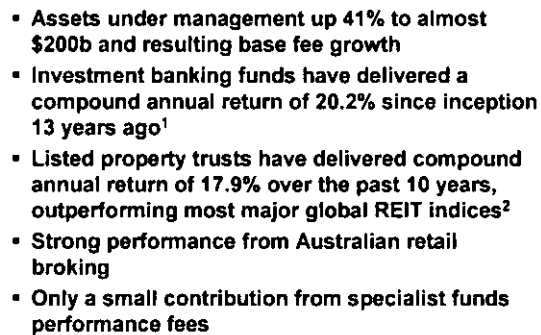 ▪ Assets under management up 41% to almost
$200b and resulting base fee growth
▪ Investment banking funds have delivered a
compound annual return of 20.2% since inception
13 years ago¹
▪ Listed property trusts have delivered compound
annual return of 17.9% over the past 10 years,
outperforming most major global REIT indices²
▪ Strong performance from Australian retail
broking
▪ Only a small contribution from specialist funds
performance fees